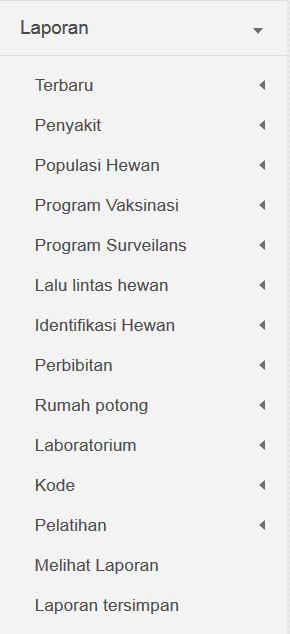 Laporan
Terbaru
Penyakit
Populasi Hewan
Program Vaksinasi
Program Surveilans
Lalu lintas hewan
Identifikasi Hewan
Perbibitan
Rumah potong
Laboratorium
Kode
Pelatihan
Melihat Laporan
Laporan tersimpan